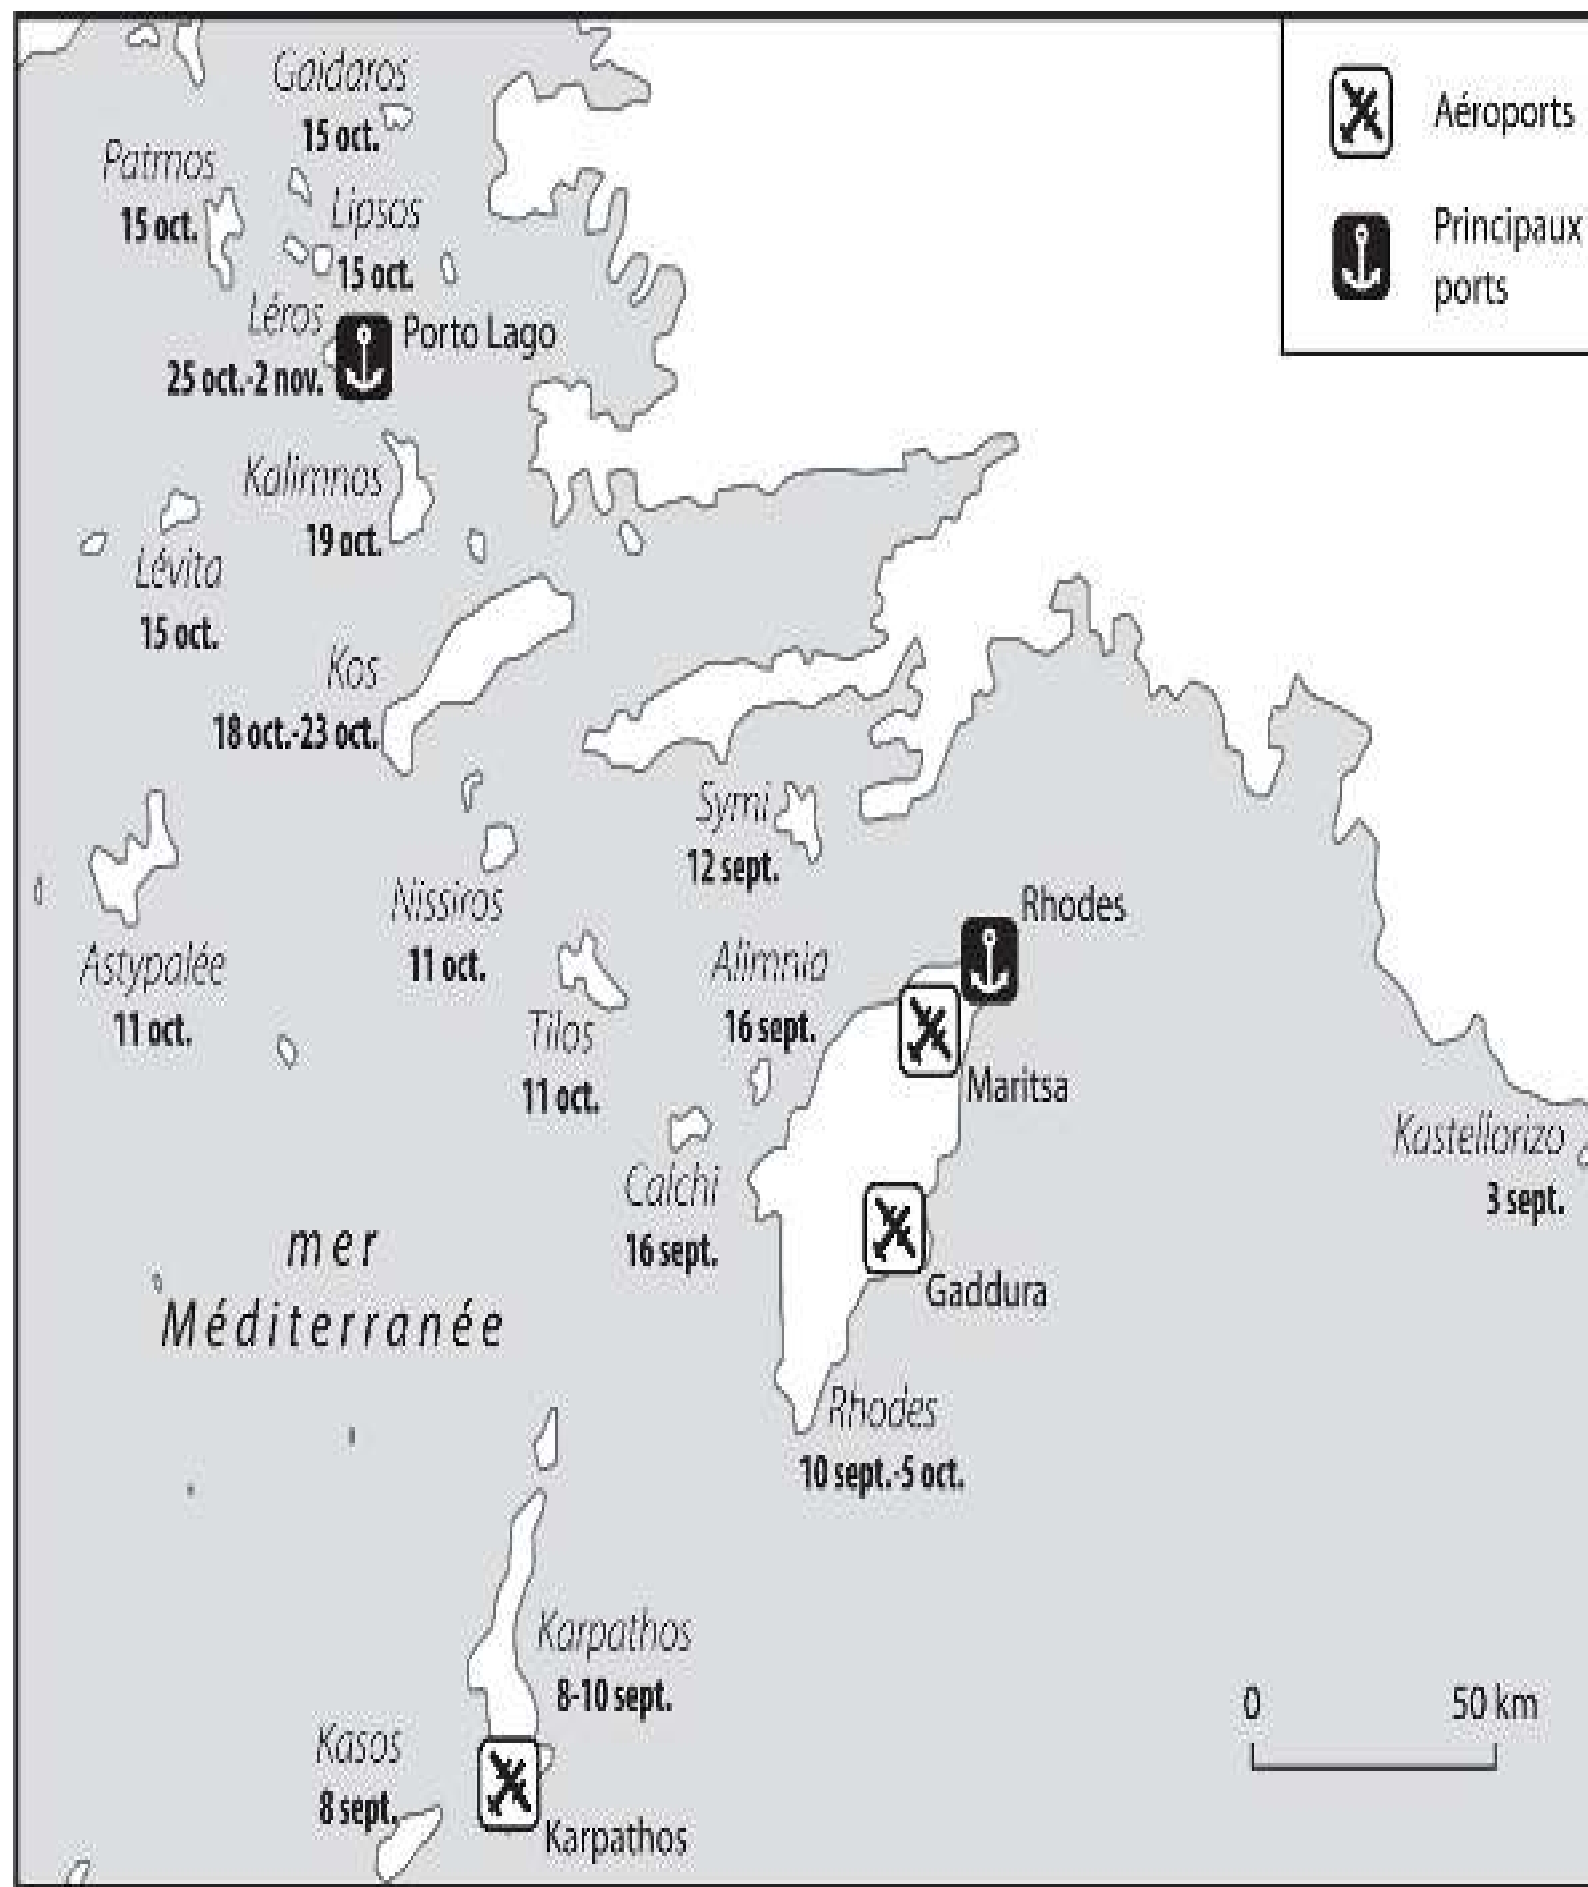 Gaidaros
15 oct.
Aéroports
Patmos
15 oct.
Lipsos
15 oct.
Principaux
ports
Léros
25 oct.-2 nov.
Porto Lago
Kalimnos
19 oct.
Lévita
15 oct.
Kos
18 oct.-23 oct.
Symi
12 sept.
Nissiros
11 oct.
Rhodes
Astypalée
11 oct.
Alimnia
16 sept.
Tilos
11 oct.
Maritsa
Kastellorizo
3 sept.
Calchi
16 sept.
mer
Méditerranée
Gaddura
Rhodes
10 sept.-5 oct.
Karpathos
8-10 sept.
0 50 km
Kasos
8 sept.
Karpathos